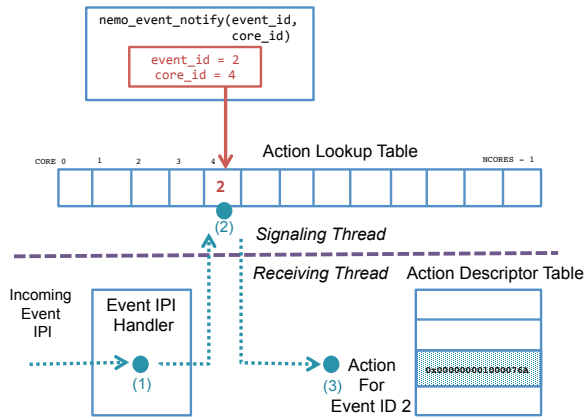 nemo_event_notify(event_id,
core_id)
event_id = 2
core_id = 4
Action Lookup Table
CORE 0 1 2 3 4 NCORES - 1
2
(2)
Signaling Thread
Receiving Thread
Action Descriptor Table
Incoming
Event
IPI
Event IPI
Handler
(1)
(3)
Action
For
Event ID 2
0x000000001000076A